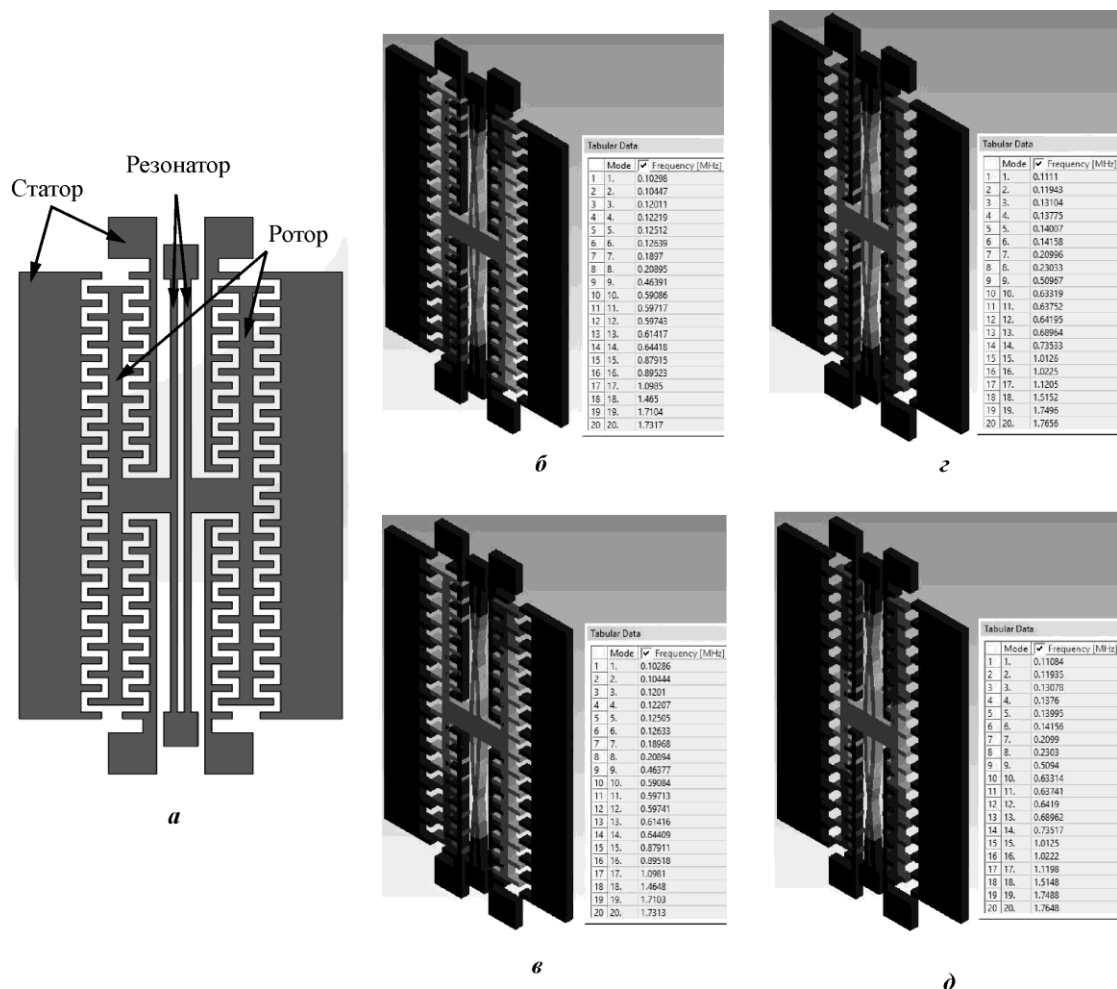 Резонатор
Статор
Ротор
а
Tabular Data
Mode ✓ Frequency [MHz]
1 1. 0.10298
2 2. 0.10447
3 3. 0.12011
4 4. 0.12219
5 5. 0.12512
6 6. 0.12639
7 7. 0.1897
8 8. 0.20895
9 9. 0.46391
10 10. 0.59086
11 11. 0.59717
12 12. 0.59743
13 13. 0.61417
14 14. 0.64418
15 15. 0.87915
16 16. 0.89523
17 17. 1.0985
18 18. 1.465
19 19. 1.7104
20 20. 1.7317
б
Tabular Data
Mode ✓ Frequency [MHz]
1 1. 0.1111
2 2. 0.11943
3 3. 0.13104
4 4. 0.13775
5 5. 0.14007
6 6. 0.14158
7 7. 0.20996
8 8. 0.23033
9 9. 0.50967
10 10. 0.63319
11 11. 0.63752
12 12. 0.64195
13 13. 0.68964
14 14. 0.73533
15 15. 1.0126
16 16. 1.0225
17 17. 1.1205
18 18. 1.5152
19 19. 1.7496
20 20. 1.7656
г
Tabular Data
Mode ✓ Frequency [MHz]
1 1. 0.10286
2 2. 0.10444
3 3. 0.1201
4 4. 0.12207
5 5. 0.12505
6 6. 0.12633
7 7. 0.18968
8 8. 0.20894
9 9. 0.46377
10 10. 0.59084
11 11. 0.59713
12 12. 0.59741
13 13. 0.61416
14 14. 0.64409
15 15. 0.87911
16 16. 0.89518
17 17. 1.0981
18 18. 1.4648
19 19. 1.7103
20 20. 1.7313
в
Tabular Data
Mode ✓ Frequency [MHz]
1 1. 0.11084
2 2. 0.11935
3 3. 0.13078
4 4. 0.1376
5 5. 0.13995
6 6. 0.14156
7 7. 0.2099
8 8. 0.2303
9 9. 0.5094
10 10. 0.63314
11 11. 0.63741
12 12. 0.6419
13 13. 0.68962
14 14. 0.73517
15 15. 1.0125
16 16. 1.0222
17 17. 1.1198
18 18. 1.5148
19 19. 1.7488
20 20. 1.7648
д